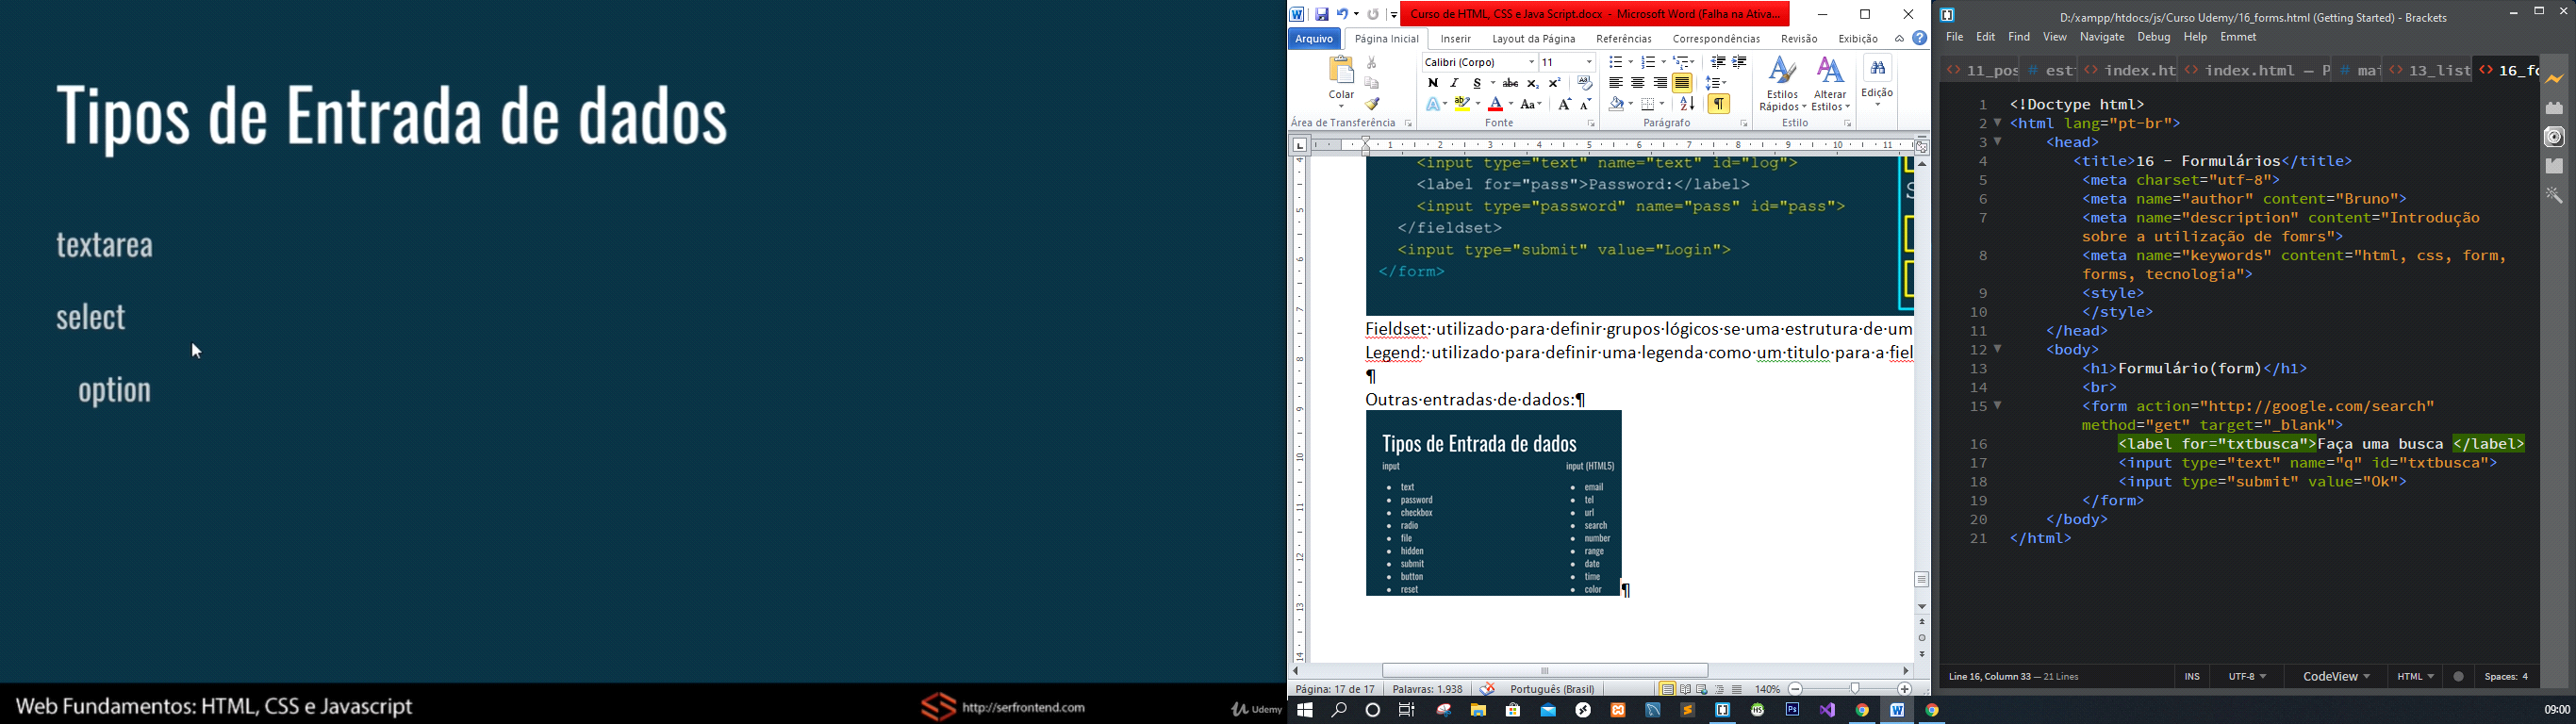 Tipos de Entrada de dados
textarea
select
option
Web Fundamentos: HTML, CSS e Javascript
http://serfrontend.com
Udemy
Curso de HTML, CSS e Java Script.docx - Microsoft Word (Falha na Ativa...
Arquivo
Página Inicial
Inserir
Layout da Página
Referências
Correspondências
Revisão
Exibição
Calibri (Corpo)
11
Colar
Estilos Rápidos
Alterar Estilos
Edição
Área de Transferência
Fonte
Parágrafo
Estilo
<input type="text" name="text" id="log">
<label for="pass">Password:</label>
<input type="password" name="pass" id="pass">
</fieldset>
<input type="submit" value="Login">
</form>
Fieldset:·utilizado·para·definir·grupos·lógicos·se·uma·estrutura·de·um
Legend:·utilizado·para·definir·uma·legenda·como·um·titulo·para·a·fiel
¶
Outras·entradas·de·dados:¶
Tipos de Entrada de dados
input
text
password
checkbox
radio
file
hidden
submit
button
reset
input (HTML5)
email
tel
url
search
number
range
date
time
color
¶
Página: 17 de 17
Palavras: 1.938
Português (Brasil)
140%
D:/xampp/htdocs/js/Curso Udemy/16_forms.html (Getting Started) - Brackets
File Edit Find View Navigate Debug Help Emmet
11_pos
# est
index.ht
index.html — P
# mai
13_list
16_fo
1 <!Doctype html>
2 <html lang="pt-br">
3 <head>
4 <title>16 - Formulários</title>
5 <meta charset="utf-8">
6 <meta name="author" content="Bruno">
7 <meta name="description" content="Introdução
sobre a utilização de fomrs">
8 <meta name="keywords" content="html, css, form,
forms, tecnologia">
9 <style>
10 </style>
11 </head>
12 <body>
13 <h1>Formulário(form)</h1>
14 <br>
15 <form action="http://google.com/search"
method="get" target="_blank">
16 <label for="txtbusca">Faça uma busca </label>
17 <input type="text" name="q" id="txtbusca">
18 <input type="submit" value="Ok">
19 </form>
20 </body>
21 </html>
Line 16, Column 33 — 21 Lines
INS
UTF-8
CodeView
HTML
Spaces: 4
09:00